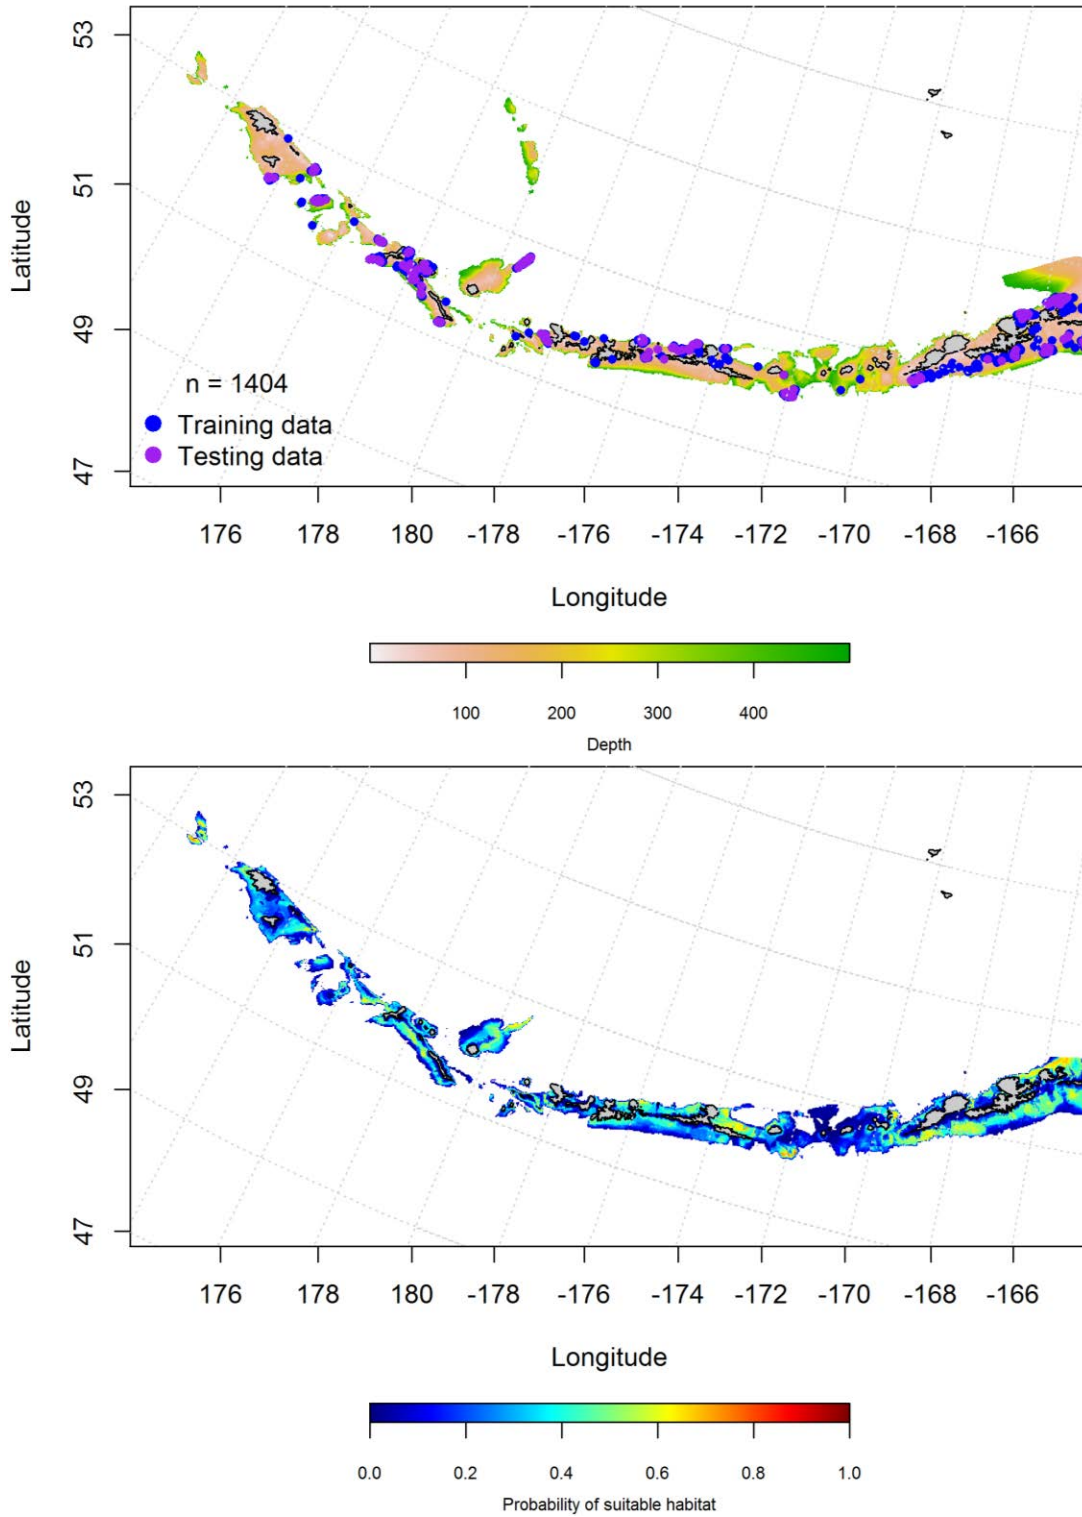 53
51
49
47
Latitude
n = 1404
Training data
Testing data
176 178 180 -178 -176 -174 -172 -170 -168 -166
Longitude
100 200 300 400
Depth
53
51
49
47
Latitude
176 178 180 -178 -176 -174 -172 -170 -168 -166
Longitude
0.0 0.2 0.4 0.6 0.8 1.0
Probability of suitable habitat